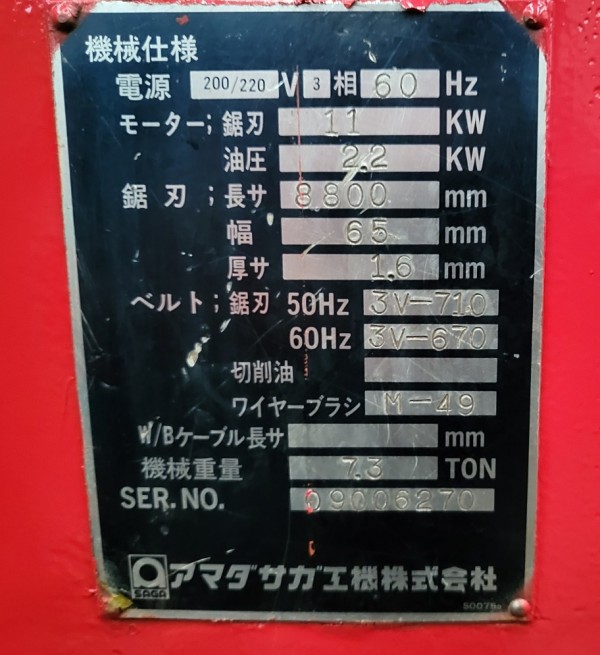 機械仕様
電源 200/220 V 3 相 60 Hz
モーター; 鋸刃 11 KW
油圧 2.2 KW
鋸刃; 長サ 8800 mm
幅 65 mm
厚サ 1.6 mm
ベルト; 鋸刃 50Hz 3V-710
60Hz 3V-670
切削油
ワイヤーブラシ M-49
W/Bケーブル長サ mm
機械重量 7.3 TON
SER. NO. 09006270
SAGA アマダサガ工機株式会社